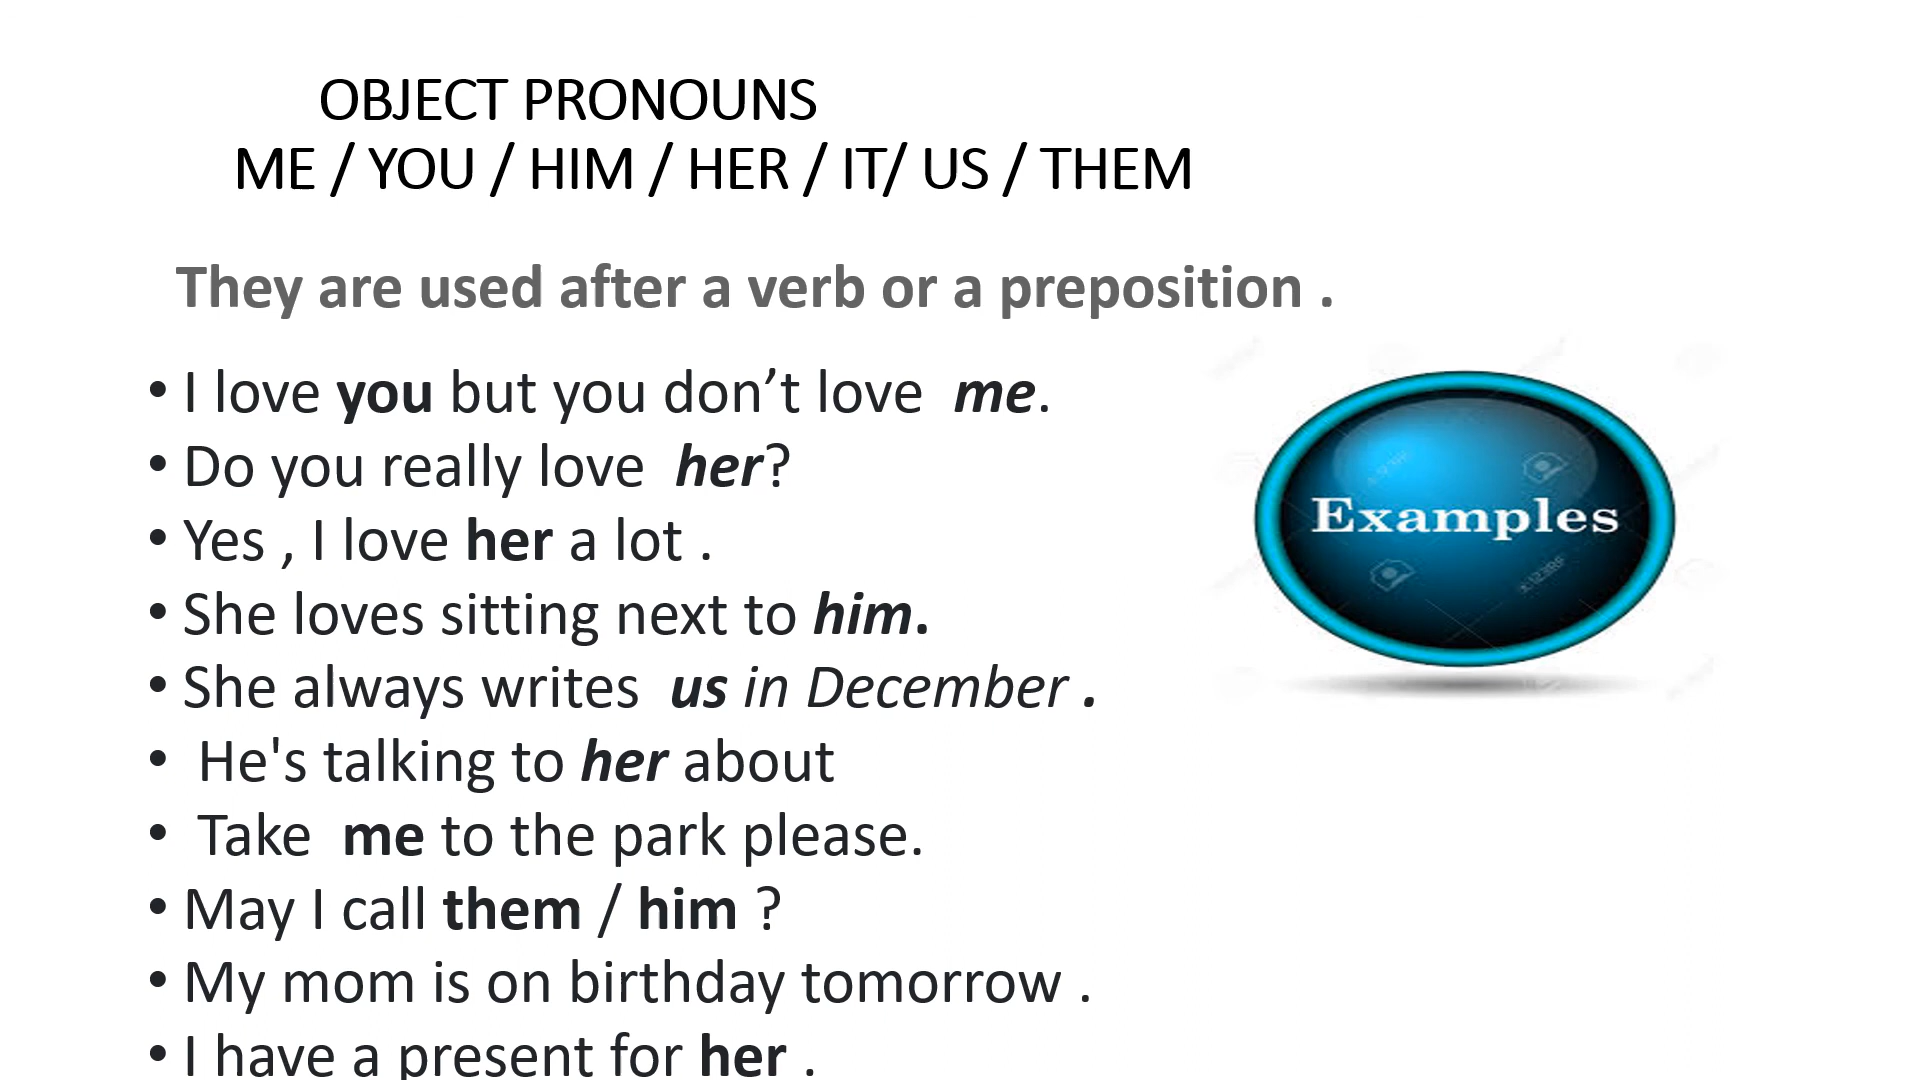 OBJECT PRONOUNS
ME / YOU / HIM / HER / IT/ US / THEM
They are used after a verb or a preposition .
• I love you but you don’t love me.
• Do you really love her?
• Yes , I love her a lot .
• She loves sitting next to him.
• She always writes us in December .
• He's talking to her about
• Take me to the park please.
• May I call them / him ?
• My mom is on birthday tomorrow .
• I have a present for her .
Examples
123RF